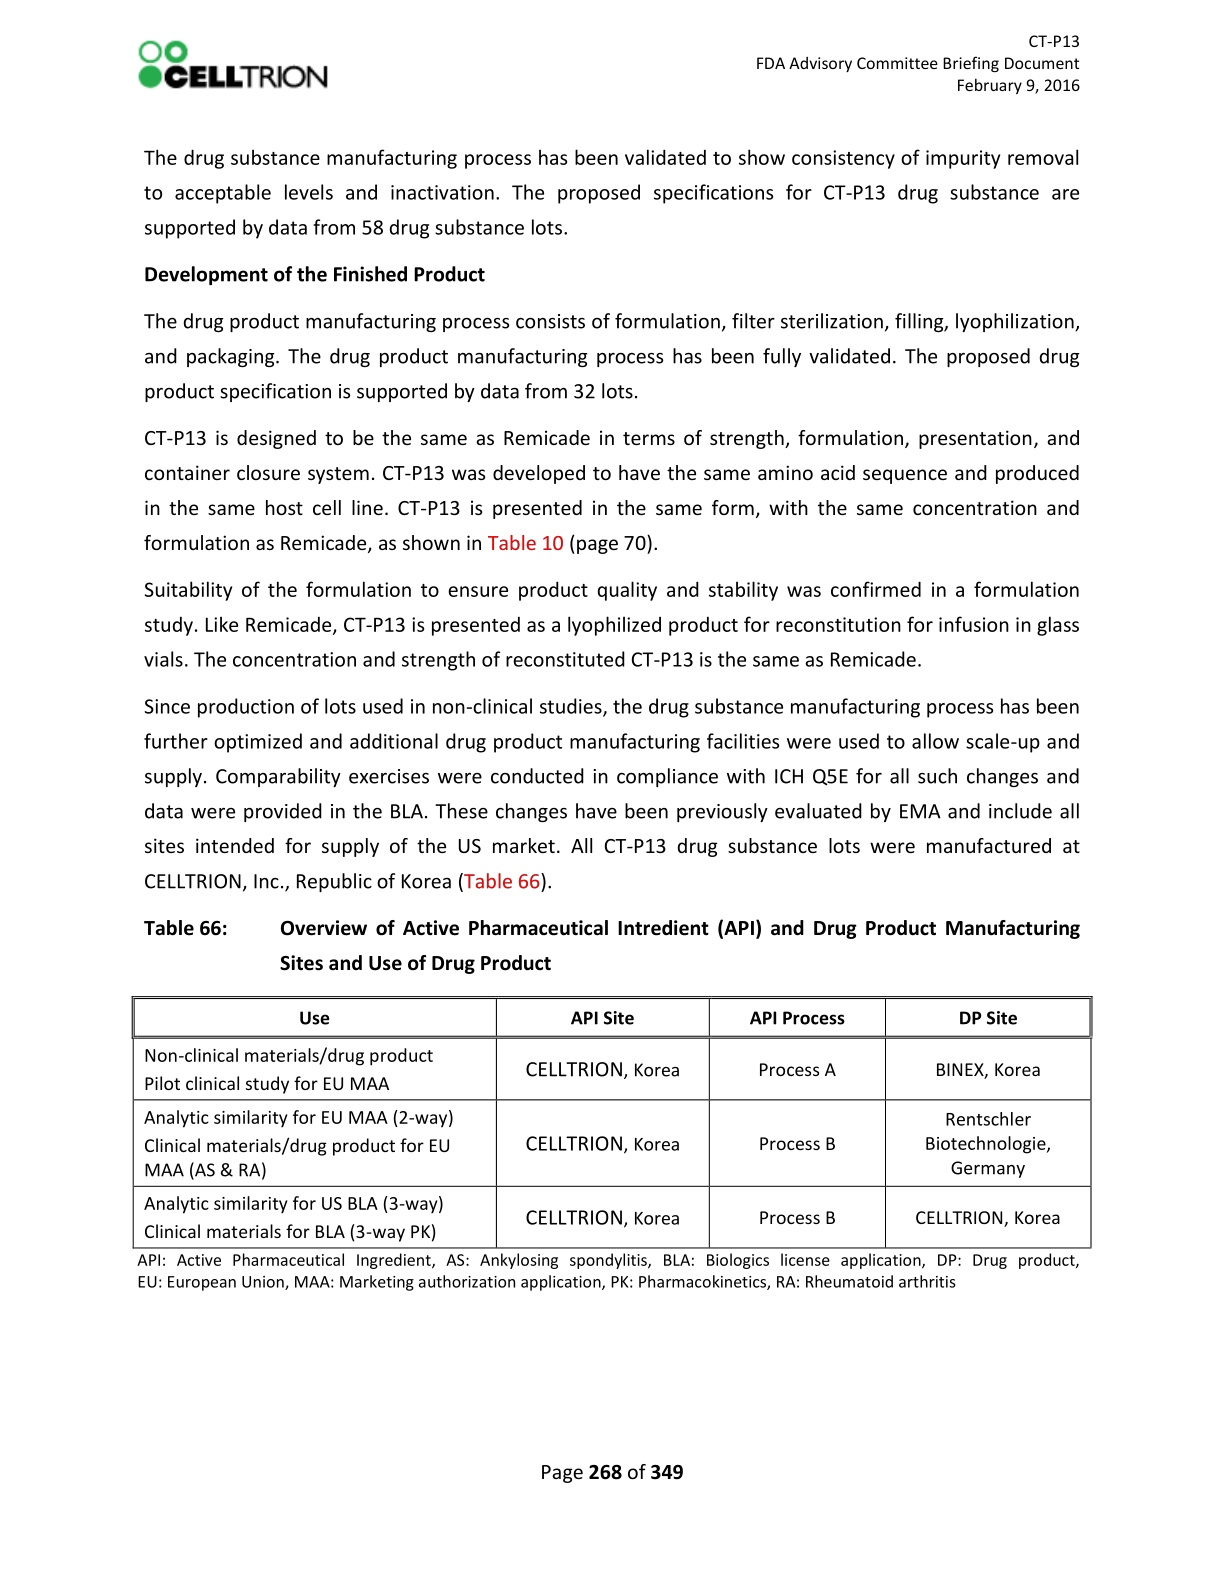 CELLTRION
CT-P13
FDA Advisory Committee Briefing Document
February 9, 2016
The drug substance manufacturing process has been validated to show consistency of impurity removal
to acceptable levels and inactivation. The proposed specifications for CT-P13 drug substance are
supported by data from 58 drug substance lots.
Development of the Finished Product
The drug product manufacturing process consists of formulation, filter sterilization, filling, lyophilization,
and packaging. The drug product manufacturing process has been fully validated. The proposed drug
product specification is supported by data from 32 lots.
CT-P13 is designed to be the same as Remicade in terms of strength, formulation, presentation, and
container closure system. CT-P13 was developed to have the same amino acid sequence and produced
in the same host cell line. CT-P13 is presented in the same form, with the same concentration and
formulation as Remicade, as shown in Table 10 (page 70).
Suitability of the formulation to ensure product quality and stability was confirmed in a formulation
study. Like Remicade, CT-P13 is presented as a lyophilized product for reconstitution for infusion in glass
vials. The concentration and strength of reconstituted CT-P13 is the same as Remicade.
Since production of lots used in non-clinical studies, the drug substance manufacturing process has been
further optimized and additional drug product manufacturing facilities were used to allow scale-up and
supply. Comparability exercises were conducted in compliance with ICH Q5E for all such changes and
data were provided in the BLA. These changes have been previously evaluated by EMA and include all
sites intended for supply of the US market. All CT-P13 drug substance lots were manufactured at
CELLTRION, Inc., Republic of Korea (Table 66).
Table 66: Overview of Active Pharmaceutical Intredient (API) and Drug Product Manufacturing
Sites and Use of Drug Product
Use API Site API Process DP Site
Non-clinical materials/drug product
Pilot clinical study for EU MAA
CELLTRION, Korea
Process A
BINEX, Korea
Analytic similarity for EU MAA (2-way)
Clinical materials/drug product for EU
MAA (AS & RA)
CELLTRION, Korea
Process B
Rentschler
Biotechnologie,
Germany
Analytic similarity for US BLA (3-way)
Clinical materials for BLA (3-way PK)
CELLTRION, Korea
Process B
CELLTRION, Korea
API: Active Pharmaceutical Ingredient, AS: Ankylosing spondylitis, BLA: Biologics license application, DP: Drug product,
EU: European Union, MAA: Marketing authorization application, PK: Pharmacokinetics, RA: Rheumatoid arthritis
Page 268 of 349